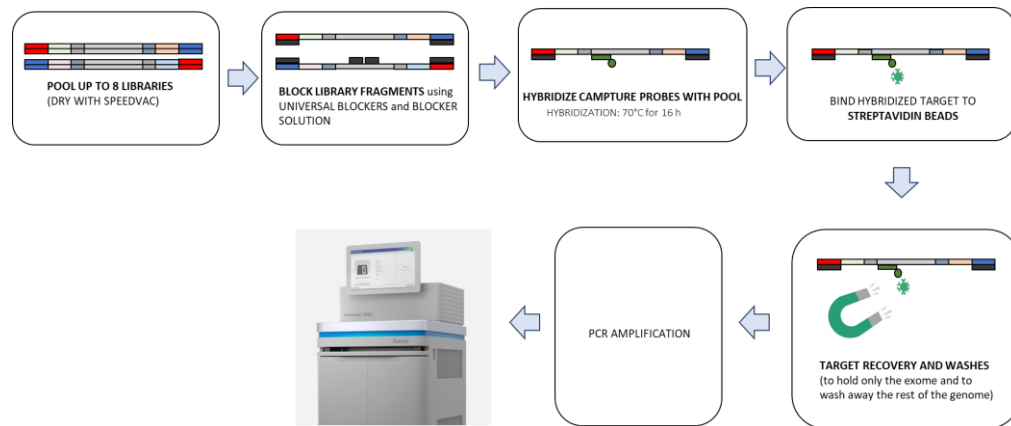 POOL UP TO 8 LIBRARIES
(DRY WITH SPEEDVAC)
BLOCK LIBRARY FRAGMENTS using
UNIVERSAL BLOCKERS and BLOCKER
SOLUTION
HYBRIDIZE CAMPTURE PROBES WITH POOL
HYBRIDIZATION: 70°C for 16 h
BIND HYBRIDIZED TARGET TO
STREPTAVIDIN BEADS
PCR AMPLIFICATION
TARGET RECOVERY AND WASHES
(to hold only the exome and to
wash away the rest of the genome)